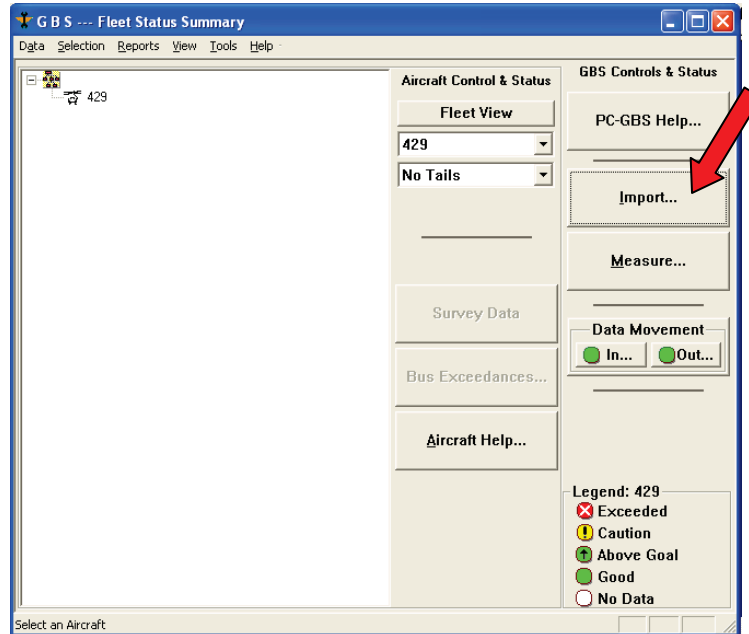 G B S --- Fleet Status Summary
Data Selection Reports View Tools Help
429
Aircraft Control & Status
Fleet View
429
No Tails
Survey Data
Bus Exceedances...
Aircraft Help...
GBS Controls & Status
PC-GBS Help...
Import...
Measure...
Data Movement
In... Out...
Legend: 429
Exceeded
Caution
Above Goal
Good
No Data
Select an Aircraft